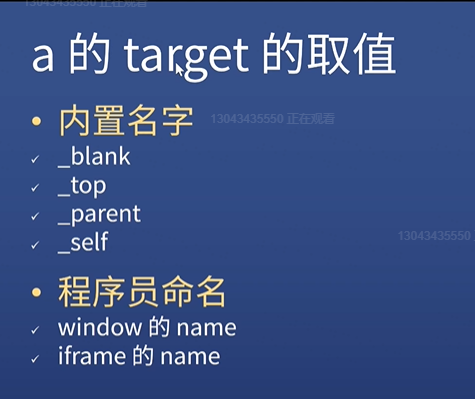 13043435550 正在观看
a 的 target 的取值
• 内置名字
13043435550 正在观看
✓ _blank
✓ _top
✓ _parent
✓ _self
13043435550
• 程序员命名
✓ window 的 name
✓ iframe 的 name